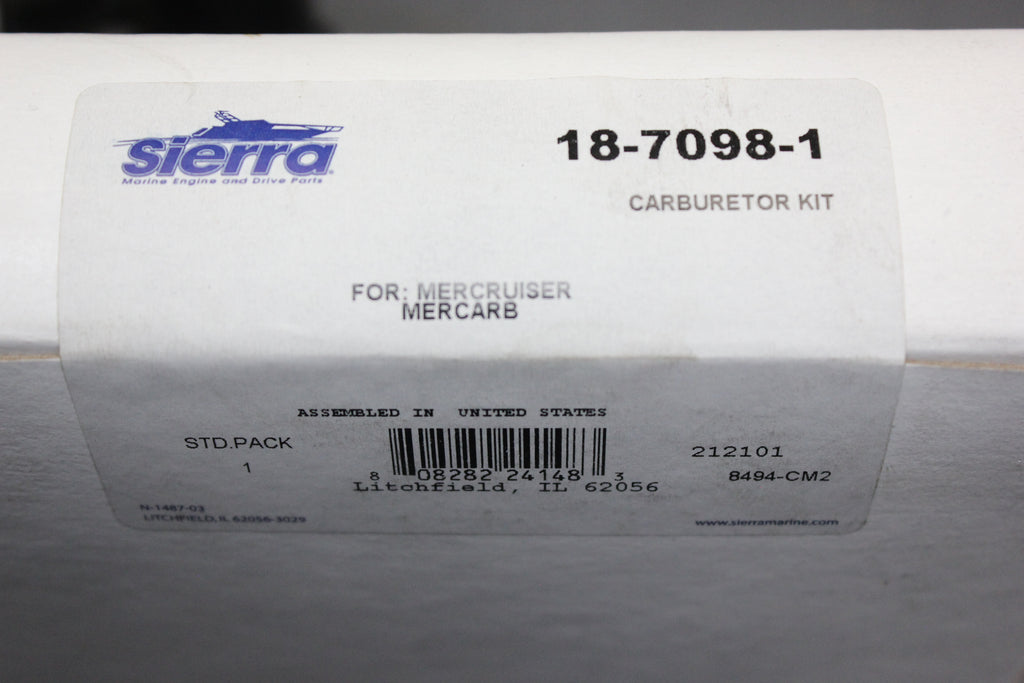 Sierra
Marine Engine and Drive Parts
18-7098-1
CARBURETOR KIT
FOR: MERCRUISER
MERCARB
ASSEMBLED IN UNITED STATES
STD.PACK
1
8 08282 24148 3
Litchfield, IL 62056
212101
8494-CM2
N-1487-03
LITCHFIELD, IL 62056-3029
www.sierramarine.com